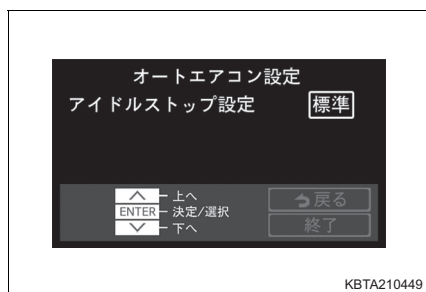 オートエアコン設定
アイドルストップ設定 標準
上へ
ENTER 決定/選択
下へ
戻る
終了
KBTA210449